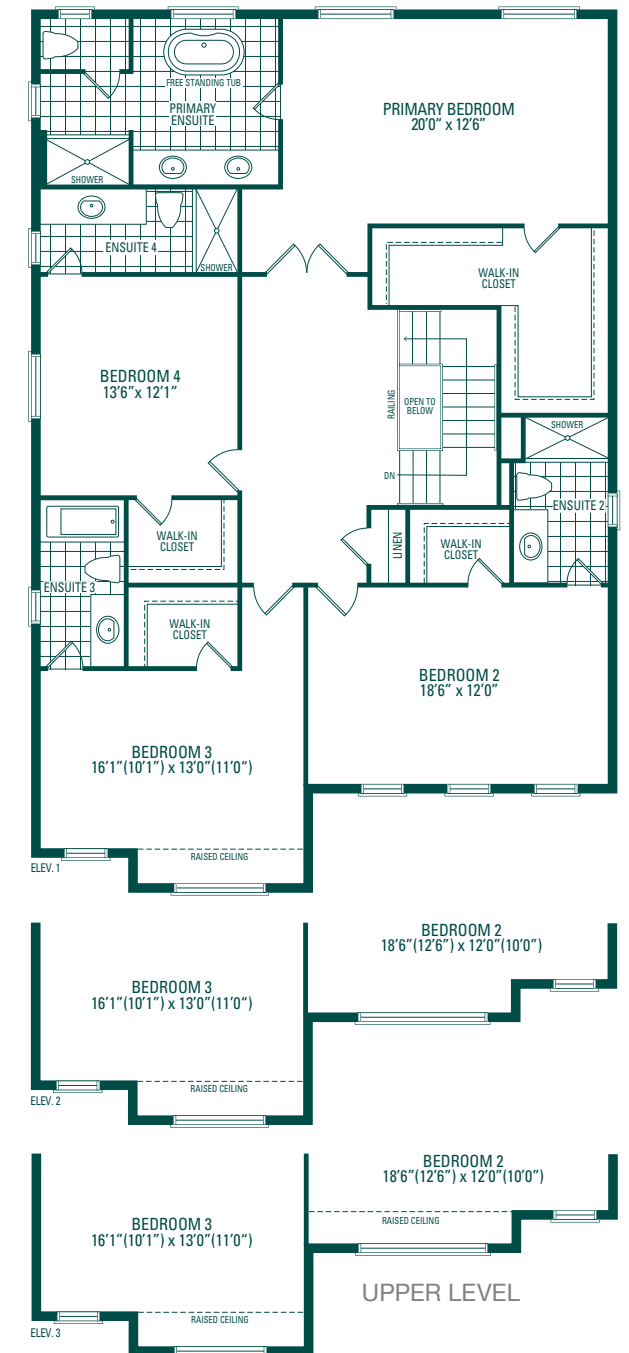 FREE STANDING TUB
PRIMARY
ENSUITE
PRIMARY BEDROOM
20'0" x 12'6"
SHOWER
ENSUITE 4
SHOWER
WALK-IN
CLOSET
BEDROOM 4
13'6" x 12'1"
RAILING
OPEN TO
BELOW
DN
SHOWER
ENSUITE 2
WALK-IN
CLOSET
LINEN
WALK-IN
CLOSET
ENSUITE 3
WALK-IN
CLOSET
BEDROOM 2
18'6" x 12'0"
BEDROOM 3
16'1"(10'1") x 13'0"(11'0")
RAISED CEILING
ELEV. 1
BEDROOM 2
18'6"(12'6") x 12'0"(10'0")
BEDROOM 3
16'1"(10'1") x 13'0"(11'0")
RAISED CEILING
ELEV. 2
BEDROOM 2
18'6"(12'6") x 12'0"(10'0")
RAISED CEILING
BEDROOM 3
16'1"(10'1") x 13'0"(11'0")
UPPER LEVEL
RAISED CEILING
ELEV. 3